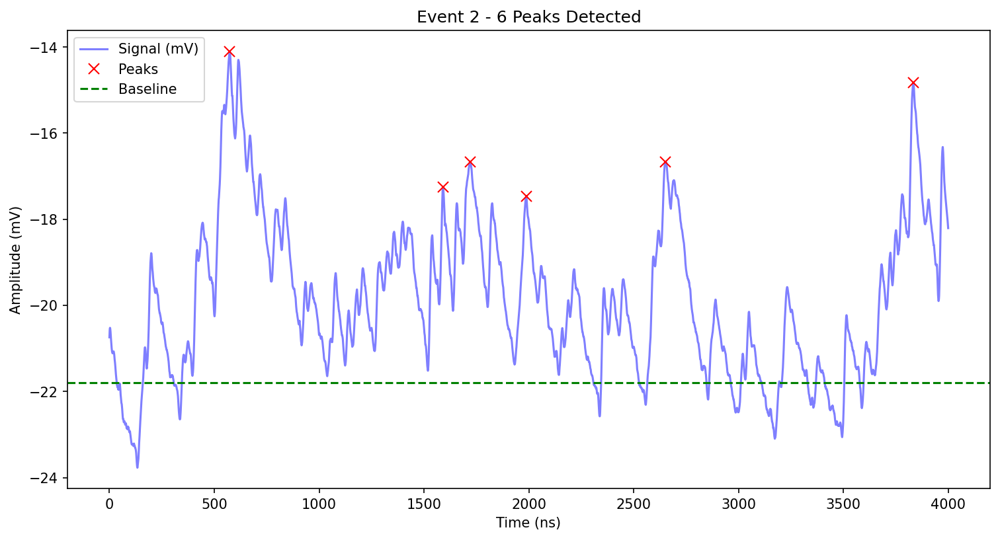 Event 2 - 6 Peaks Detected
Signal (mV)
Peaks
Baseline
Amplitude (mV)
−14
−16
−18
−20
−22
−24
0 500 1000 1500 2000 2500 3000 3500 4000
Time (ns)